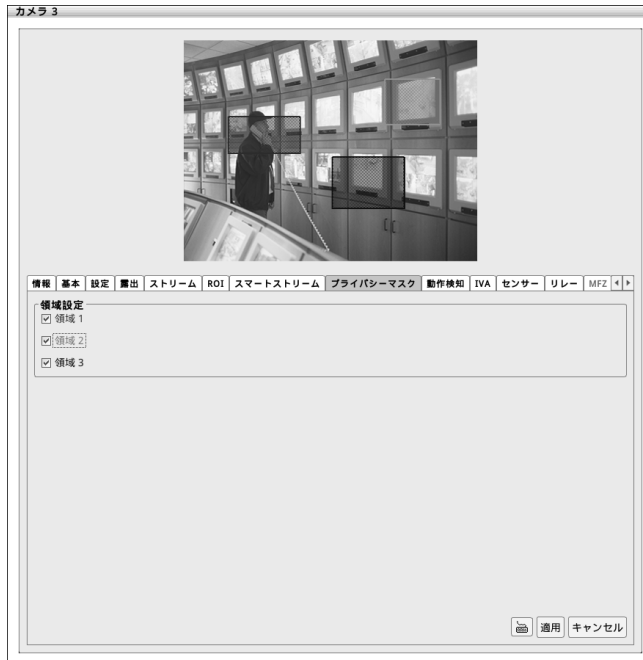 カメラ 3
情報 基本 設定 露出 ストリーム ROI スマートストリーム プライバシーマスク 動作検知 IVA センサー リレー MFZ
領域設定
領域 1
領域 2
領域 3
適用 キャンセル